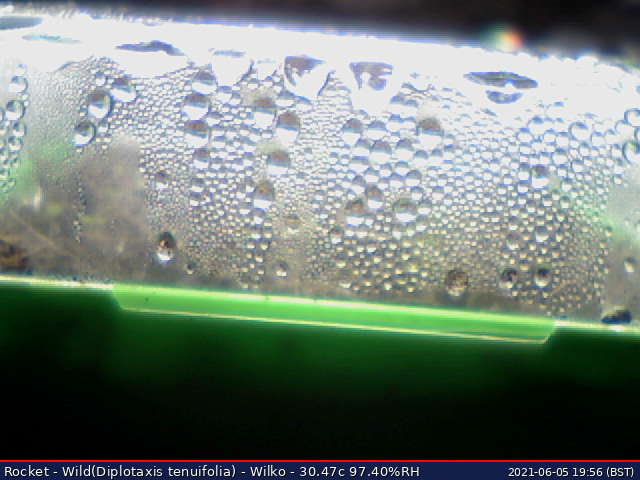 Rocket - Wild(Diplotaxis tenuifolia) - Wilko - 30.47c 97.40%RH
2021-06-05 19:56 (BST)